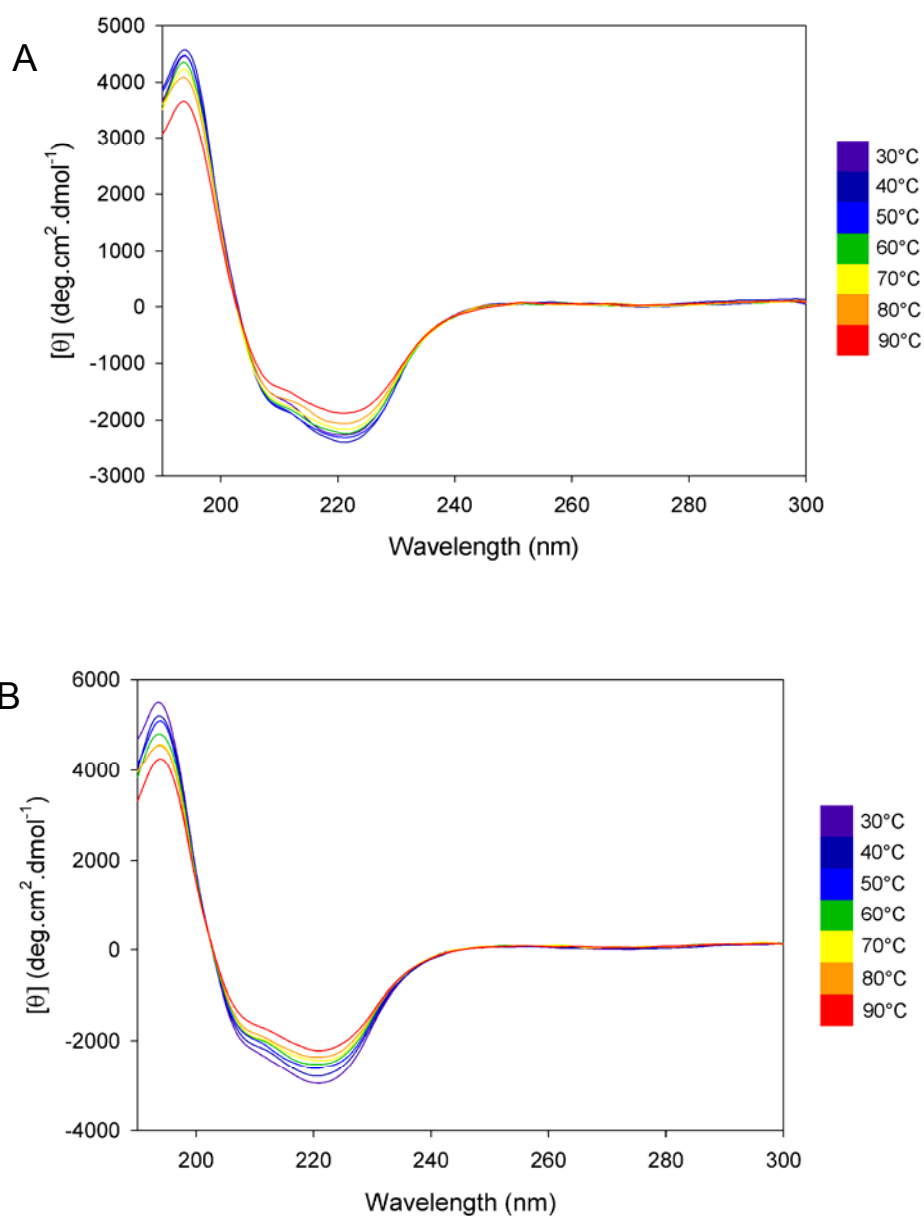 A
5000
4000
3000
2000
1000
0
-1000
-2000
-3000
[θ] (deg.cm².dmol⁻¹)
200 220 240 260 280 300
Wavelength (nm)
30°C
40°C
50°C
60°C
70°C
80°C
90°C
B
6000
4000
2000
0
-2000
-4000
[θ] (deg.cm².dmol⁻¹)
200 220 240 260 280 300
Wavelength (nm)
30°C
40°C
50°C
60°C
70°C
80°C
90°C